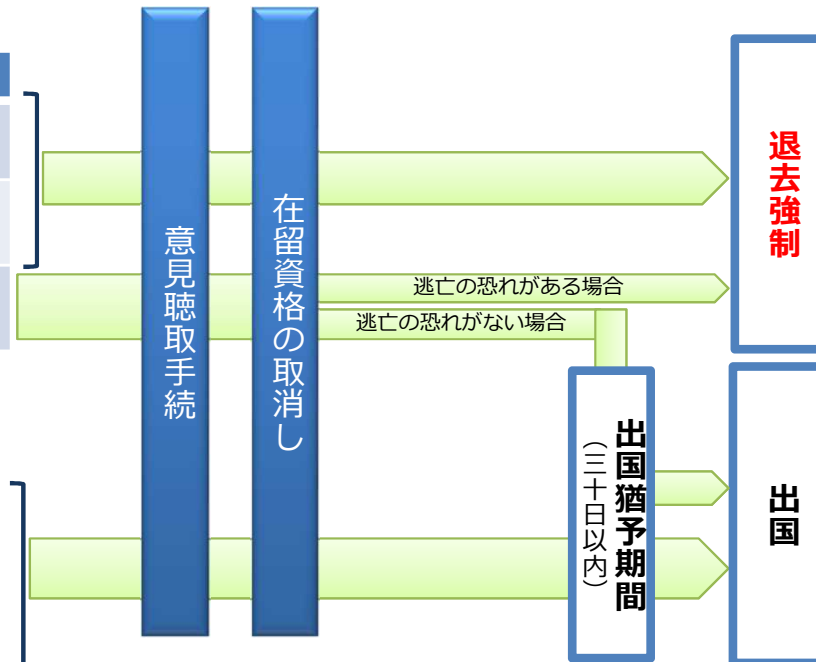 意見聴取手続
在留資格の取消し
逃亡の恐れがある場合
逃亡の恐れがない場合
出国猶予期間
（三十日以内）
退去強制
出国